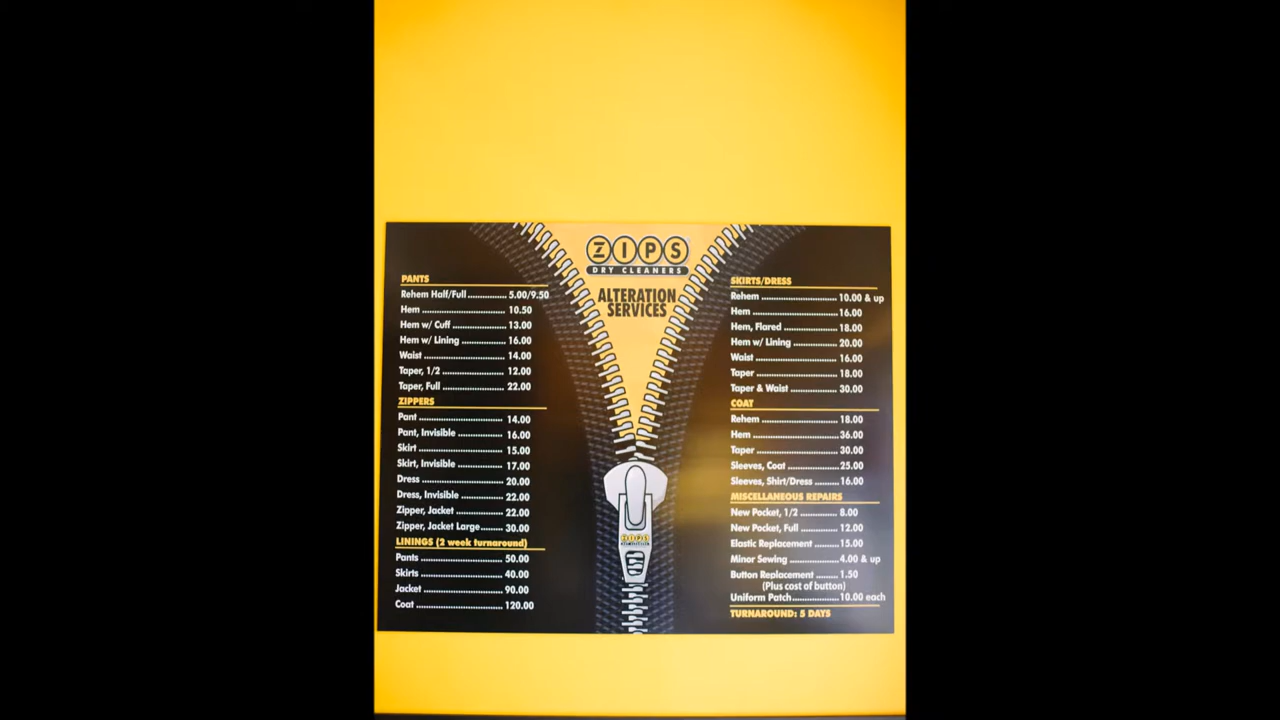 ZIPS
DRY CLEANERS
ALTERATION
SERVICES
PANTS
Rehem Half/Full ............... 5.00/9.50
Hem ................................ 10.50
Hem w/ Cuff ..................... 13.00
Hem w/ Lining ................. 16.00
Waist ............................... 14.00
Taper, 1/2 ......................... 12.00
Taper, Full ........................ 22.00
ZIPPERS
Pant ................................. 14.00
Pant, Invisible .................. 16.00
Skirt ................................. 15.00
Skirt, Invisible .................. 17.00
Dress ................................ 20.00
Dress, Invisible ................. 22.00
Zipper, Jacket ................... 22.00
Zipper, Jacket Large........ 30.00
LININGS (2 week turnaround)
Pants ................................ 50.00
Skirts ................................ 40.00
Jacket ............................... 90.00
Coat ................................. 120.00
SKIRTS/DRESS
Rehem .............................. 10.00 & up
Hem ................................. 16.00
Hem, Flared ..................... 18.00
Hem w/ Lining ................. 20.00
Waist ................................ 16.00
Taper ................................ 18.00
Taper & Waist .................. 30.00
COAT
Rehem .............................. 18.00
Hem ................................. 36.00
Taper ................................ 30.00
Sleeves, Coat .................... 25.00
Sleeves, Shirt/Dress ......... 16.00
MISCELLANEOUS REPAIRS
New Pocket, 1/2 ............... 8.00
New Pocket, Full ............... 12.00
Elastic Replacement .......... 15.00
Minor Sewing ................... 4.00 & up
Button Replacement ........ 1.50
(Plus cost of button)
Uniform Patch................... 10.00 each
TURNAROUND: 5 DAYS